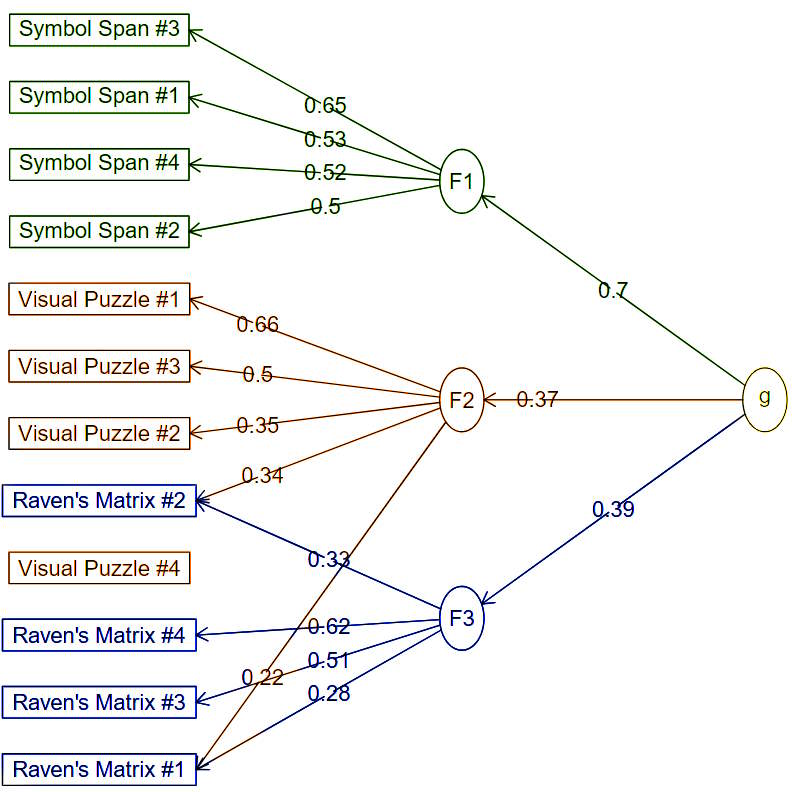 Symbol Span #3
Symbol Span #1
0.65
0.53
Symbol Span #4
0.52
F1
0.5
Symbol Span #2
0.7
Visual Puzzle #1
0.66
Visual Puzzle #3
0.5
F2
0.37
g
Visual Puzzle #2
0.35
0.34
Raven's Matrix #2
0.39
0.33
Visual Puzzle #4
F3
Raven's Matrix #4
0.62
0.51
0.22
0.28
Raven's Matrix #3
Raven's Matrix #1